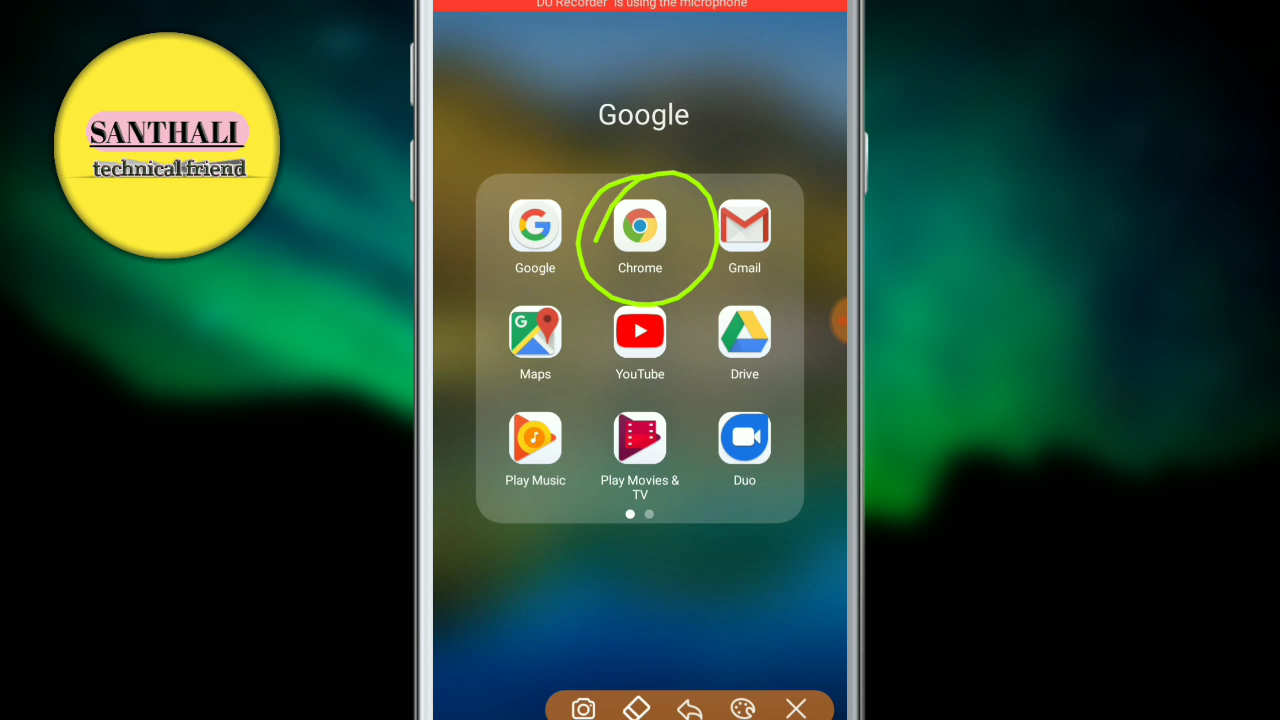 DU Recorder" is using the microphone
SANTHALI
technical friend
Google
Google Chrome Gmail
Maps YouTube Drive
Play Music Play Movies & TV Duo